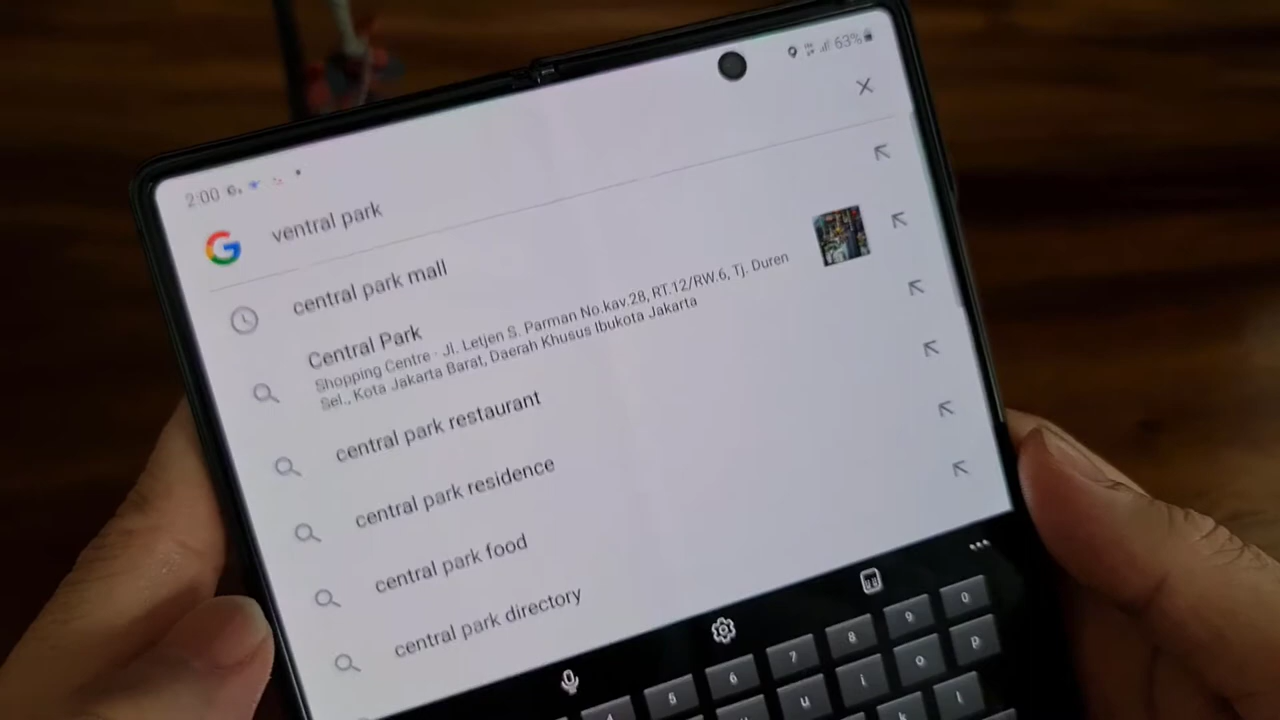 2:00
63%
ventral park
central park mall
Central Park
Shopping Centre · Jl. Letjen S. Parman No.kav.28, RT.12/RW.6, Tj. Duren
Sel., Kota Jakarta Barat, Daerah Khusus Ibukota Jakarta
central park restaurant
central park residence
central park food
central park directory
5 6 7 8 9 0
u i o p
k l